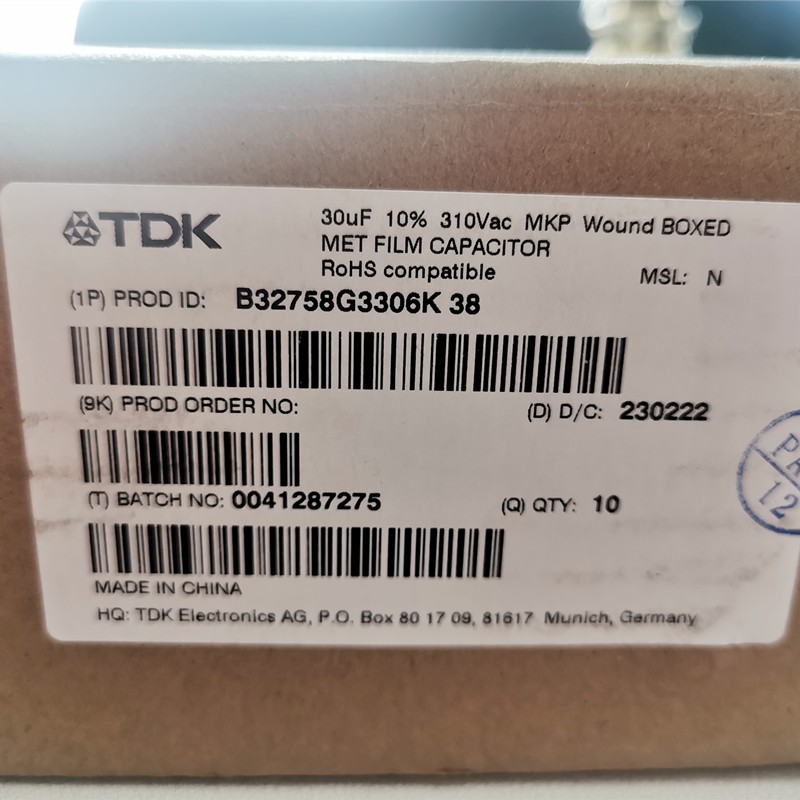 TDK
30uF 10% 310Vac MKP Wound BOXED
MET FILM CAPACITOR
RoHS compatible
MSL: N
(1P) PROD ID: B32758G3306K 38
(9K) PROD ORDER NO:
(D) D/C: 230222
(T) BATCH NO: 0041287275
(Q) QTY: 10
MADE IN CHINA
HQ: TDK Electronics AG, P.O. Box 80 17 09, 81617 Munich, Germany
12